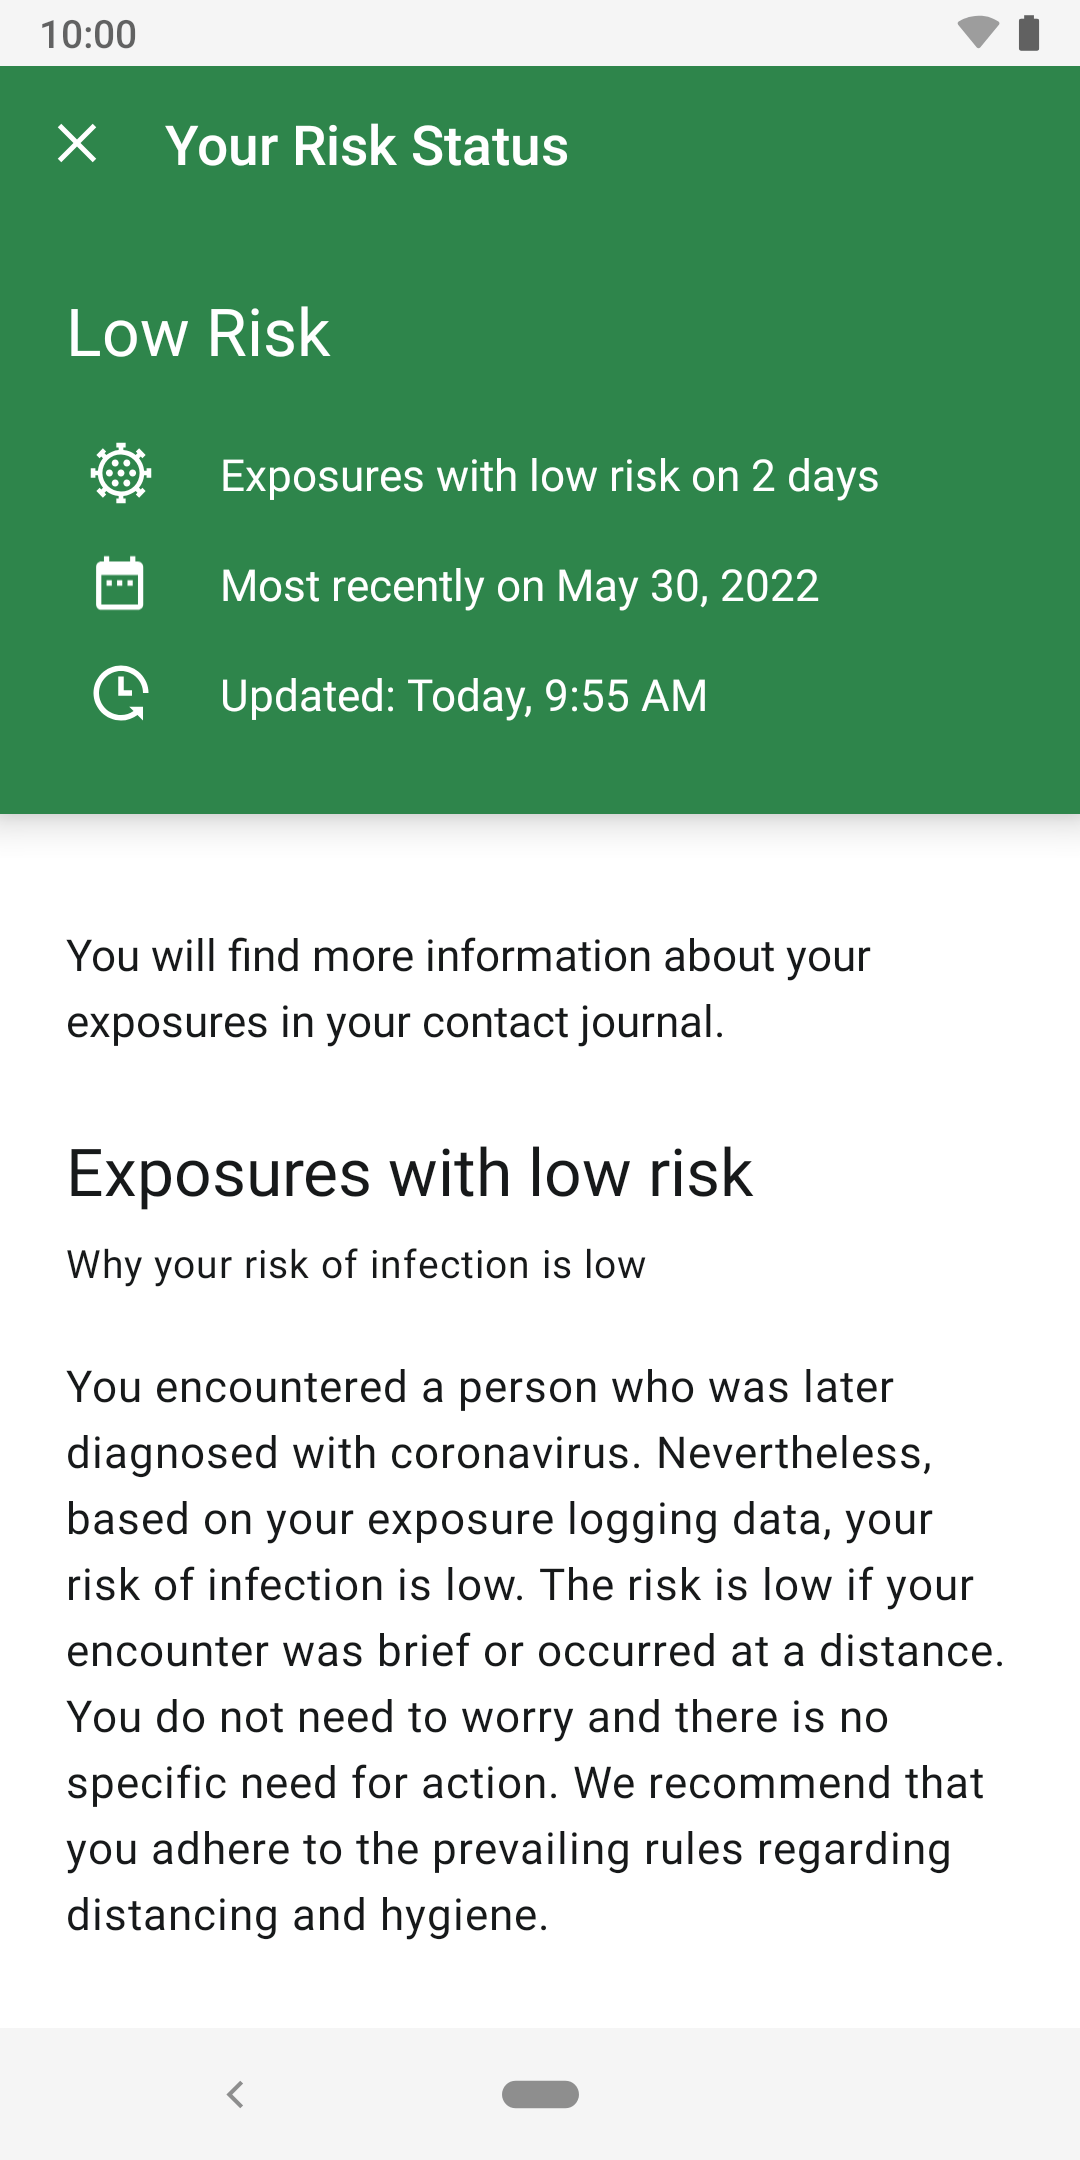 10:00
Your Risk Status
Low Risk
Exposures with low risk on 2 days
Most recently on May 30, 2022
Updated: Today, 9:55 AM
You will find more information about your
exposures in your contact journal.
Exposures with low risk
Why your risk of infection is low
You encountered a person who was later
diagnosed with coronavirus. Nevertheless,
based on your exposure logging data, your
risk of infection is low. The risk is low if your
encounter was brief or occurred at a distance.
You do not need to worry and there is no
specific need for action. We recommend that
you adhere to the prevailing rules regarding
distancing and hygiene.